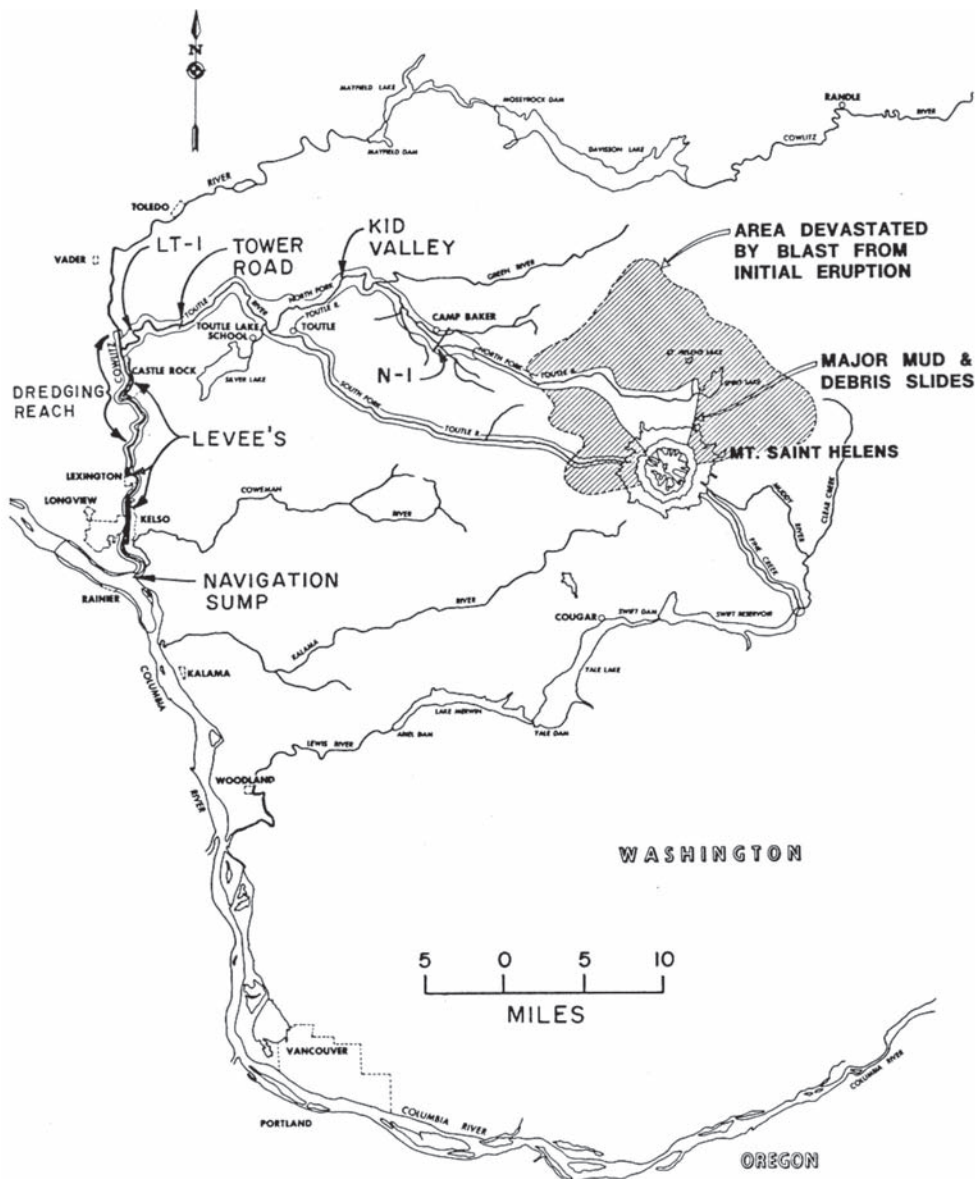 N
MAYFIELD LAKE
MOSSYROCK DAM
RANDLE
RIVER
COWLITZ
MAYFIELD DAM
DAVISSON LAKE
RIVER
TOLEDO
VADER
LT-1
TOWER
ROAD
KID
VALLEY
AREA DEVASTATED
BY BLAST FROM
INITIAL ERUPTION
GREEN RIVER
NORTH FORK
TOUTLE R.
TOUTLE
RIVER
TOUTLE LAKE
SCHOOL
TOUTLE
CAMP BAKER
NORTH FORK
TOUTLE R.
HELENS LAKE
SPIRIT LAKE
N-1
MAJOR MUD &
DEBRIS SLIDES
COWLITZ
CASTLE ROCK
SILVER LAKE
DREDGING
REACH
SOUTH FORK
TOUTLE R.
LEVEE'S
MT. SAINT HELENS
LEXINGTON
LONGVIEW
KELSO
COWEMAN
RIVER
MUDDY
RIVER
CLEAR CREEK
PINE CREEK
NAVIGATION
SUMP
RAINIER
KALAMA
RIVER
COUGAR
SWIFT DAM
SWIFT RESERVOIR
KALAMA
YALE LAKE
COLUMBIA
RIVER
LAKE MERWIN
ARIEL DAM
YALE DAM
LEWIS RIVER
WOODLAND
WASHINGTON
5 0 5 10
MILES
VANCOUVER
PORTLAND
COLUMBIA RIVER
COLUMBIA RIVER
OREGON